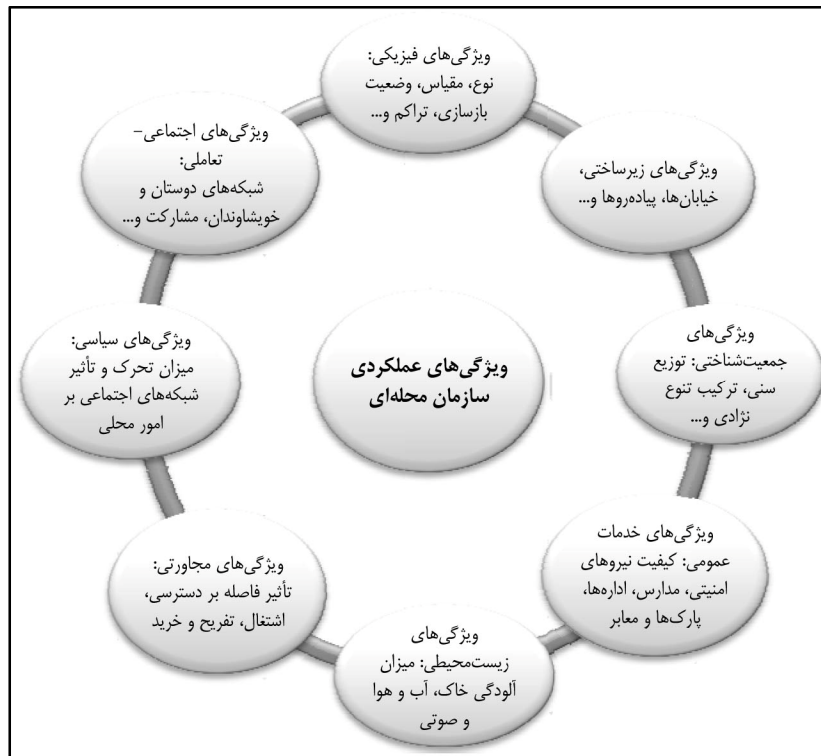 ویژگی‌های فیزیکی:
نوع، مقیاس، وضعیت
بازسازی، تراکم و...
ویژگی‌های زیرساختی،
خیابان‌ها، پیاده‌روها و...
ویژگی‌های
جمعیت‌شناختی: توزیع
سنی، ترکیب تنوع
نژادی و...
ویژگی‌های خدمات
عمومی: کیفیت نیروهای
امنیتی، مدارس، اداره‌ها،
پارک‌ها و معابر
ویژگی‌های
زیست‌محیطی: میزان
آلودگی خاک، آب و هوا
و صوتی
ویژگی‌های مجاورتی:
تأثیر فاصله بر دسترسی،
اشتغال، تفریح و خرید
ویژگی‌های سیاسی:
میزان تحرک و تأثیر
شبکه‌های اجتماعی بر
امور محلی
ویژگی‌های اجتماعی-
تعاملی:
شبکه‌های دوستان و
خویشاوندان، مشارکت و...
ویژگی‌های عملکردی
سازمان محله‌ای